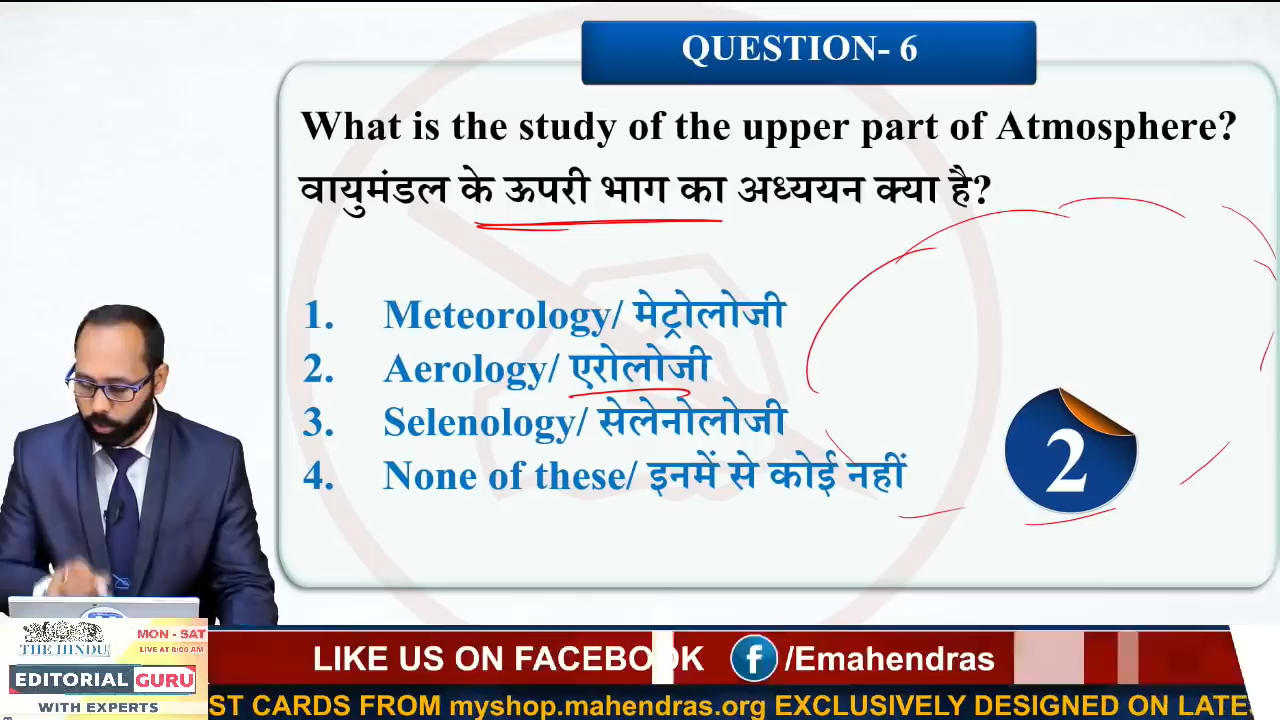 QUESTION- 6
What is the study of the upper part of Atmosphere?
वायुमंडल के ऊपरी भाग का अध्ययन क्या है?
1. Meteorology/ मेट्रोलोजी
2. Aerology/ एरोलोजी
3. Selenology/ सेलेनोलोजी
4. None of these/ इनमें से कोई नहीं
2
THE HINDU
MON - SAT
LIVE AT 8:00 AM
EDITORIAL GURU
WITH EXPERTS
LIKE US ON FACEBOOK f /Emahendras
ST CARDS FROM myshop.mahendras.org EXCLUSIVELY DESIGNED ON LATE